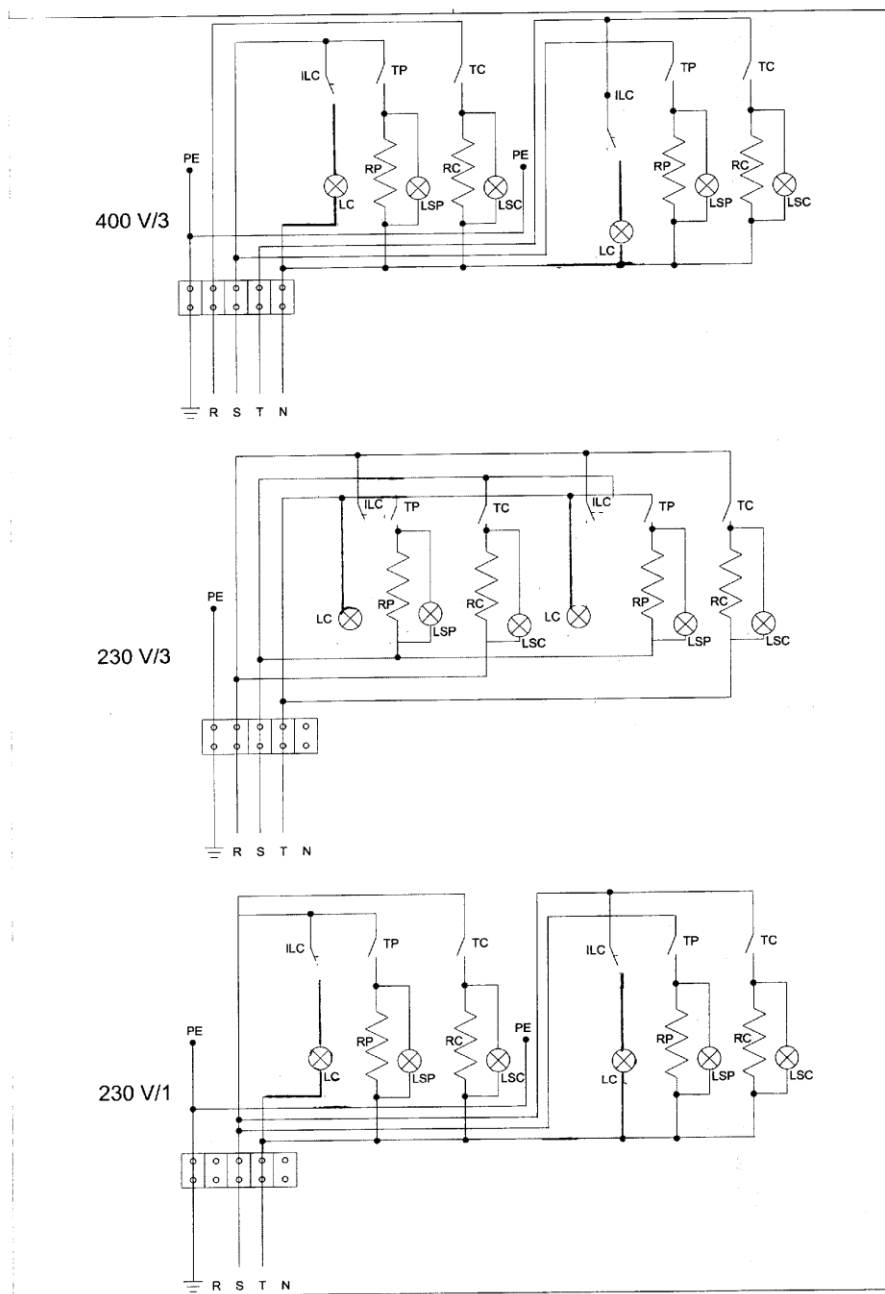 ILC TP TC ILC TP TC
PE RP RC PE RP RC
LC LSP LSC LSP LSC
400 V/3 LC
R S T N
ILC TP TC ILC TP TC
PE LC RP LSP RC LSC LC RP LSP RC LSC
230 V/3
R S T N
ILC TP TC ILC TP TC
PE RP RC PE RP RC
LC LSP LSC LC LSP LSC
230 V/1
R S T N